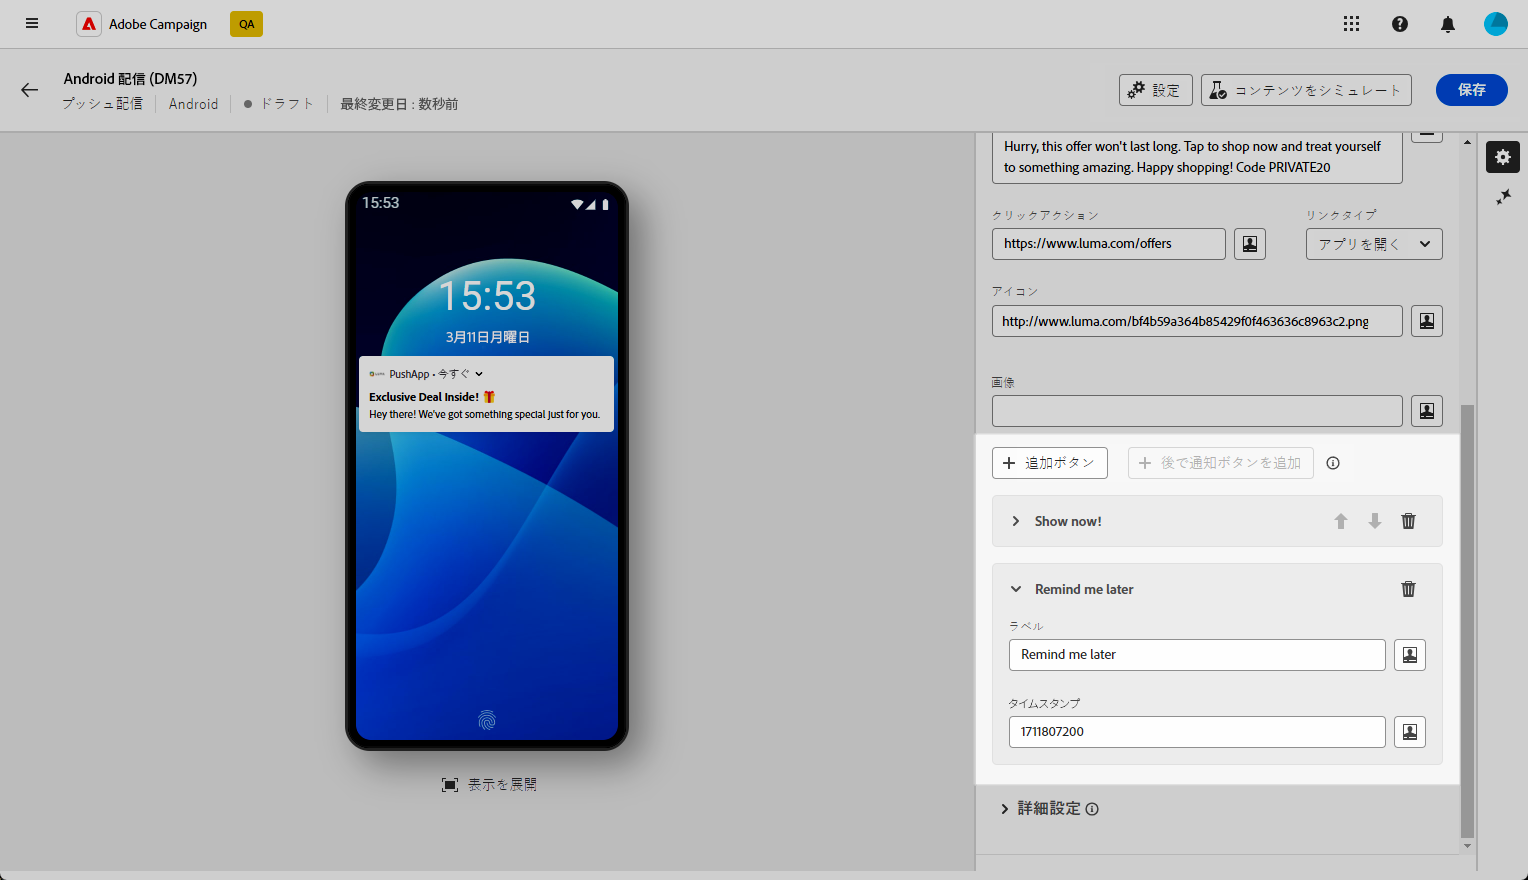 Adobe Campaign
QA
Android 配信 (DM57)
プッシュ配信
Android
ドラフト
最終変更日 : 数秒前
設定
コンテンツをシミュレート
保存
15:53
15:53
3月11日月曜日
PushApp • 今すぐ
Exclusive Deal Inside! 🎁
Hey there! We've got something special just for you.
表示を展開
Hurry, this offer won't last long. Tap to shop now and treat yourself
to something amazing. Happy shopping! Code PRIVATE20
クリックアクション
リンクタイプ
https://www.luma.com/offers
アプリを開く
アイコン
http://www.luma.com/bf4b59a364b85429f0f463636c8963c2.png
画像
追加ボタン
後で通知ボタンを追加
Show now!
Remind me later
ラベル
Remind me later
タイムスタンプ
1711807200
詳細設定